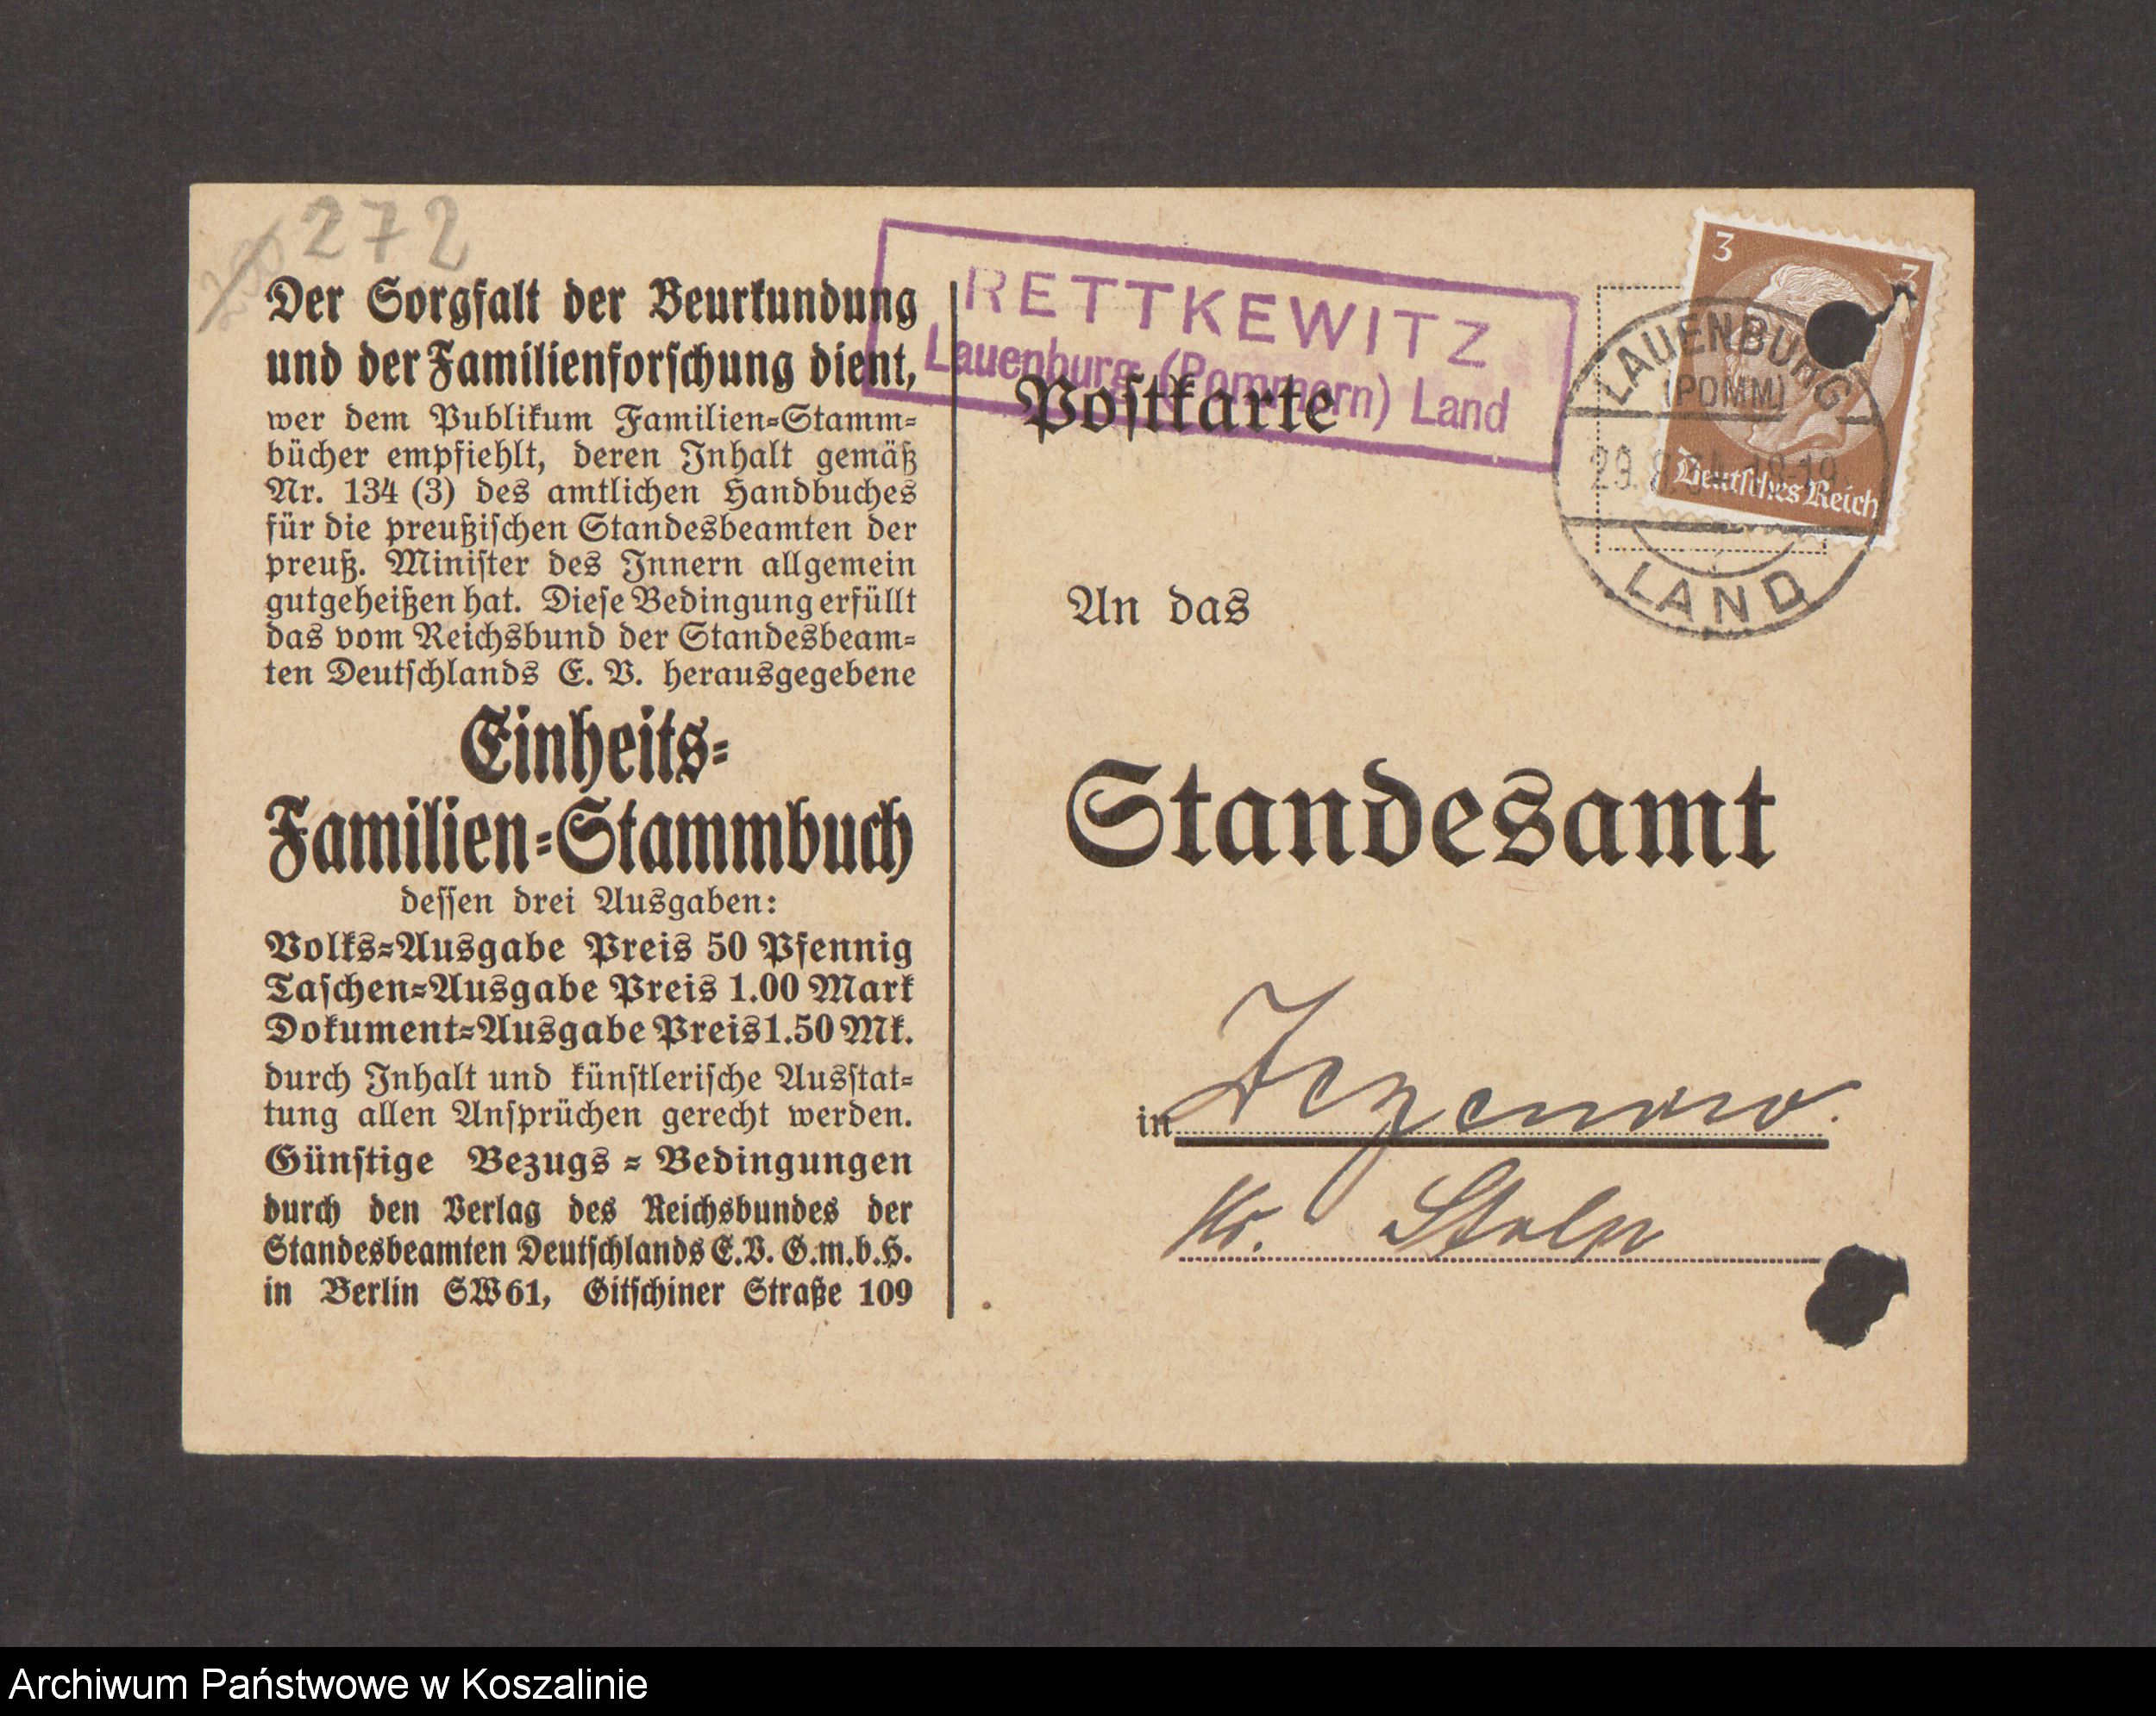 272
Der Sorgfalt der Beurkundung
und der Familienforschung dient,
wer dem Publikum Familien=Stamm=
bücher empfiehlt, deren Inhalt gemäß
Nr. 134 (3) des amtlichen Handbuches
für die preußischen Standesbeamten der
preuß. Minister des Innern allgemein
gutgeheißen hat. Diese Bedingung erfüllt
das vom Reichsbund der Standesbeam=
ten Deutschlands E. V. herausgegebene
Einheits=
Familien=Stammbuch
dessen drei Ausgaben:
Volks=Ausgabe Preis 50 Pfennig
Taschen=Ausgabe Preis 1.00 Mark
Dokument=Ausgabe Preis 1.50 Mk.
durch Inhalt und künstlerische Ausstat=
tung allen Ansprüchen gerecht werden.
Günstige Bezugs=Bedingungen
durch den Verlag des Reichsbundes der
Standesbeamten Deutschlands E.V. G.m.b.H.
in Berlin SW61, Gitschiner Straße 109
RETTKEWITZ
Lauenburg (Pommern) Land
Postkarte
3 3
Deutsches Reich
LAUENBURG
(POMM)
29.8.34 18-19
LAND
An das
Standesamt
in Zezenow.
Kr. Stolp
Archiwum Państwowe w Koszalinie